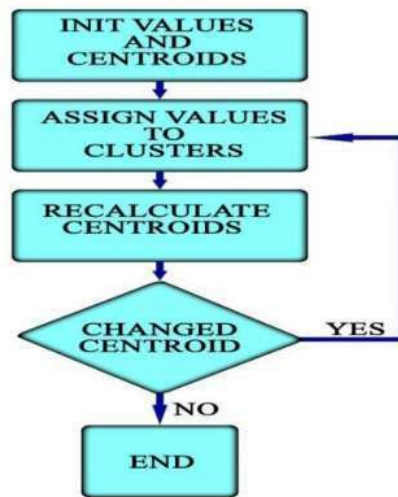 INIT VALUES
AND
CENTROIDS
ASSIGN VALUES
TO
CLUSTERS
RECALCULATE
CENTROIDS
CHANGED
CENTROID
YES
NO
END